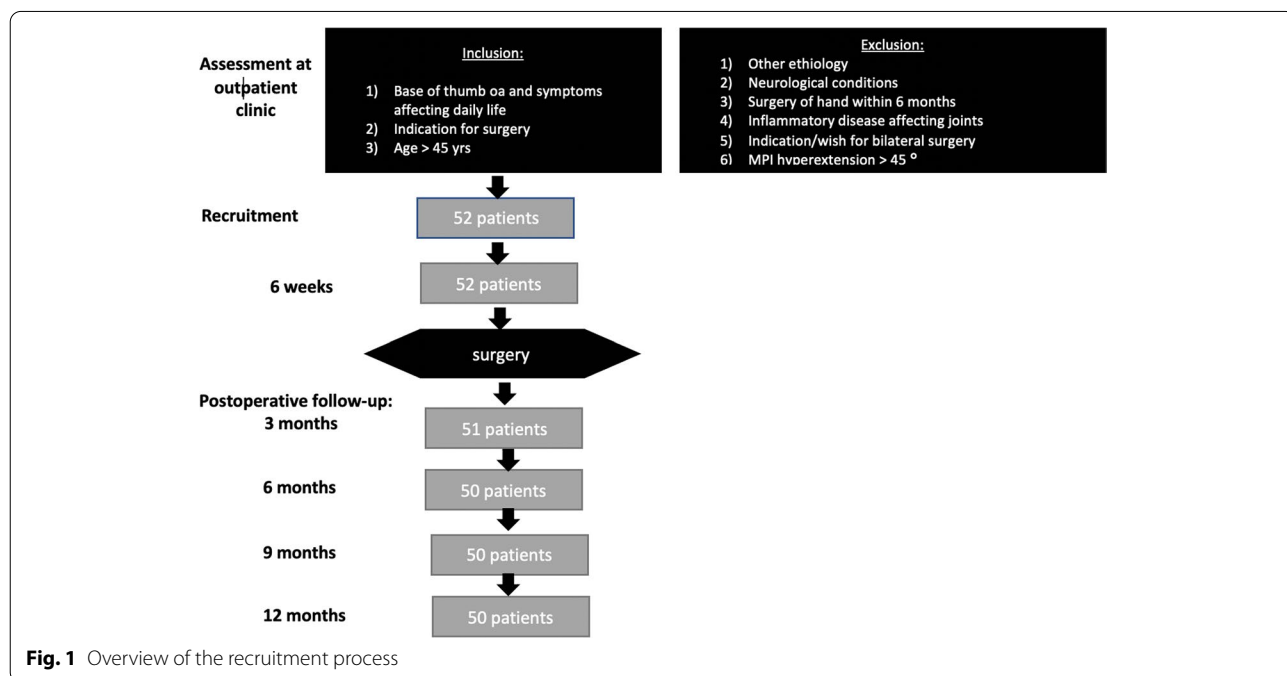 Assessment at
outpatient
clinic
Inclusion:
1) Base of thumb oa and symptoms
affecting daily life
2) Indication for surgery
3) Age > 45 yrs
Exclusion:
1) Other ethiology
2) Neurological conditions
3) Surgery of hand within 6 months
4) Inflammatory disease affecting joints
5) Indication/wish for bilateral surgery
6) MPJ hyperextension > 45 °
Recruitment
52 patients
6 weeks
52 patients
surgery
Postoperative follow-up:
3 months
51 patients
6 months
50 patients
9 months
50 patients
12 months
50 patients
Fig. 1 Overview of the recruitment process